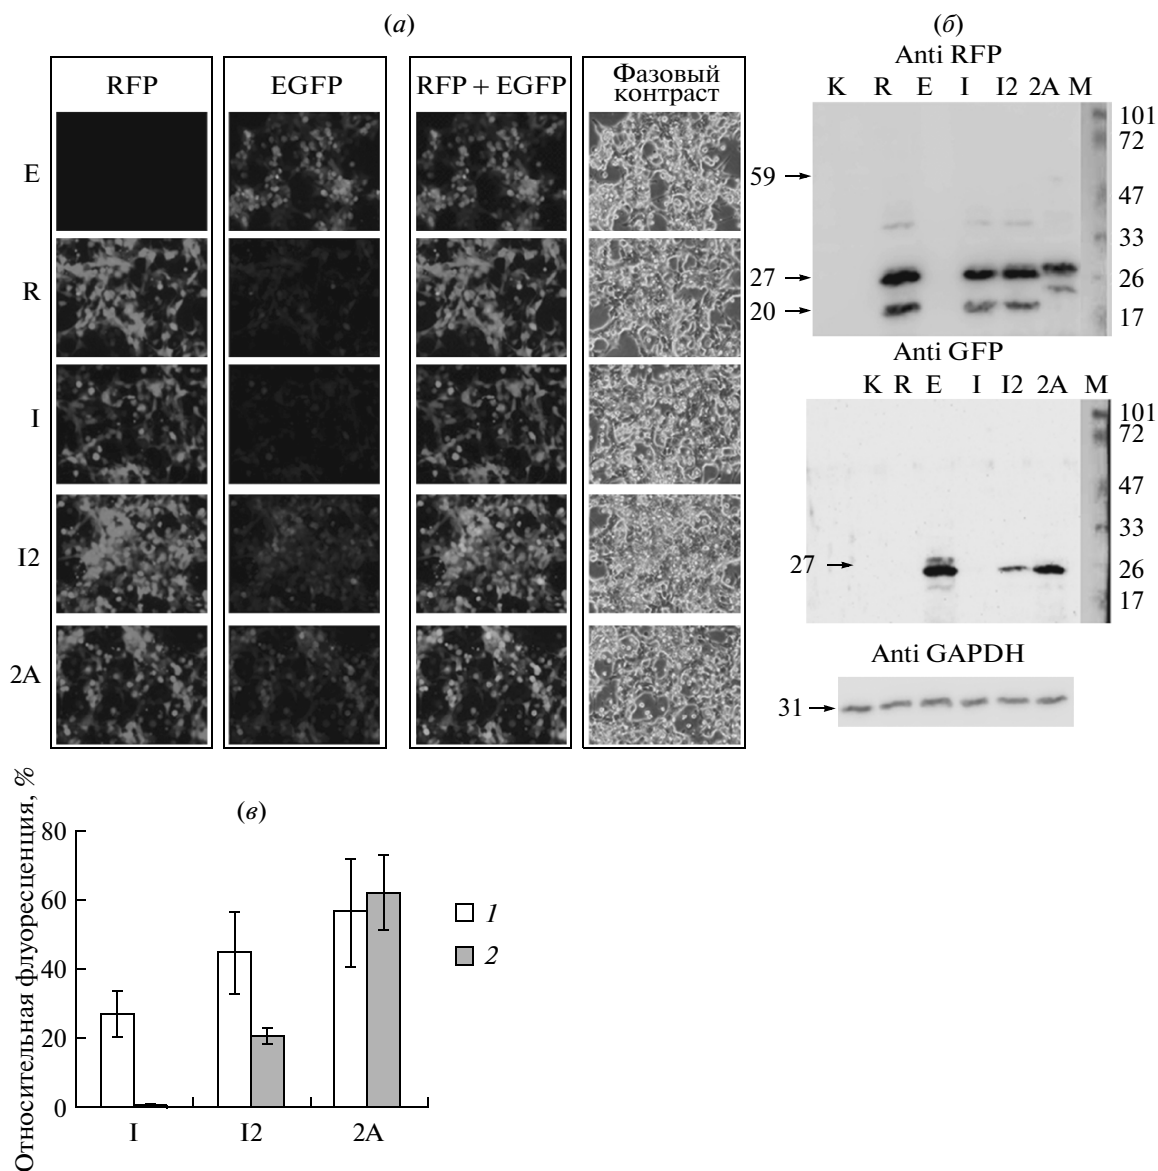 (а)
RFP
EGFP
RFP + EGFP
Фазовый
контраст
E
R
I
I2
2A
(б)
Anti RFP
K R E I I2 2A M
59
27
20
101
72
47
33
26
17
Anti GFP
K R E I I2 2A M
27
101
72
47
33
26
17
Anti GAPDH
31
(в)
Относительная флуоресценция, %
80
60
40
20
0
I I2 2A
1
2